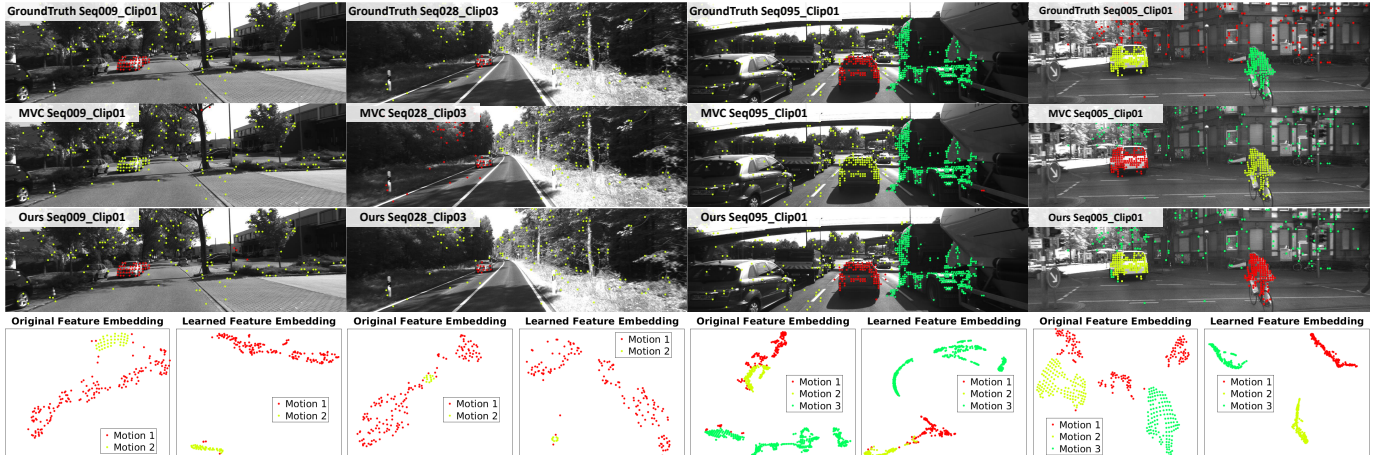 GroundTruth Seq009_Clip01
GroundTruth Seq028_Clip03
GroundTruth Seq095_Clip01
GroundTruth Seq005_Clip01
MVC Seq009_Clip01
MVC Seq028_Clip03
MVC Seq095_Clip01
MVC Seq005_Clip01
Ours Seq009_Clip01
Ours Seq028_Clip03
Ours Seq095_Clip01
Ours Seq005_Clip01
Original Feature Embedding
Learned Feature Embedding
Original Feature Embedding
Learned Feature Embedding
Original Feature Embedding
Learned Feature Embedding
Original Feature Embedding
Learned Feature Embedding
Motion 1
Motion 2
Motion 1
Motion 2
Motion 1
Motion 2
Motion 1
Motion 2
Motion 1
Motion 2
Motion 3
Motion 1
Motion 2
Motion 3
Motion 1
Motion 2
Motion 3
Motion 1
Motion 2
Motion 3